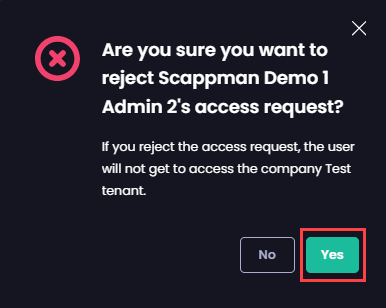 Are you sure you want to
reject Scappman Demo 1
Admin 2's access request?
If you reject the access request, the user
will not get to access the company Test
tenant.
No
Yes